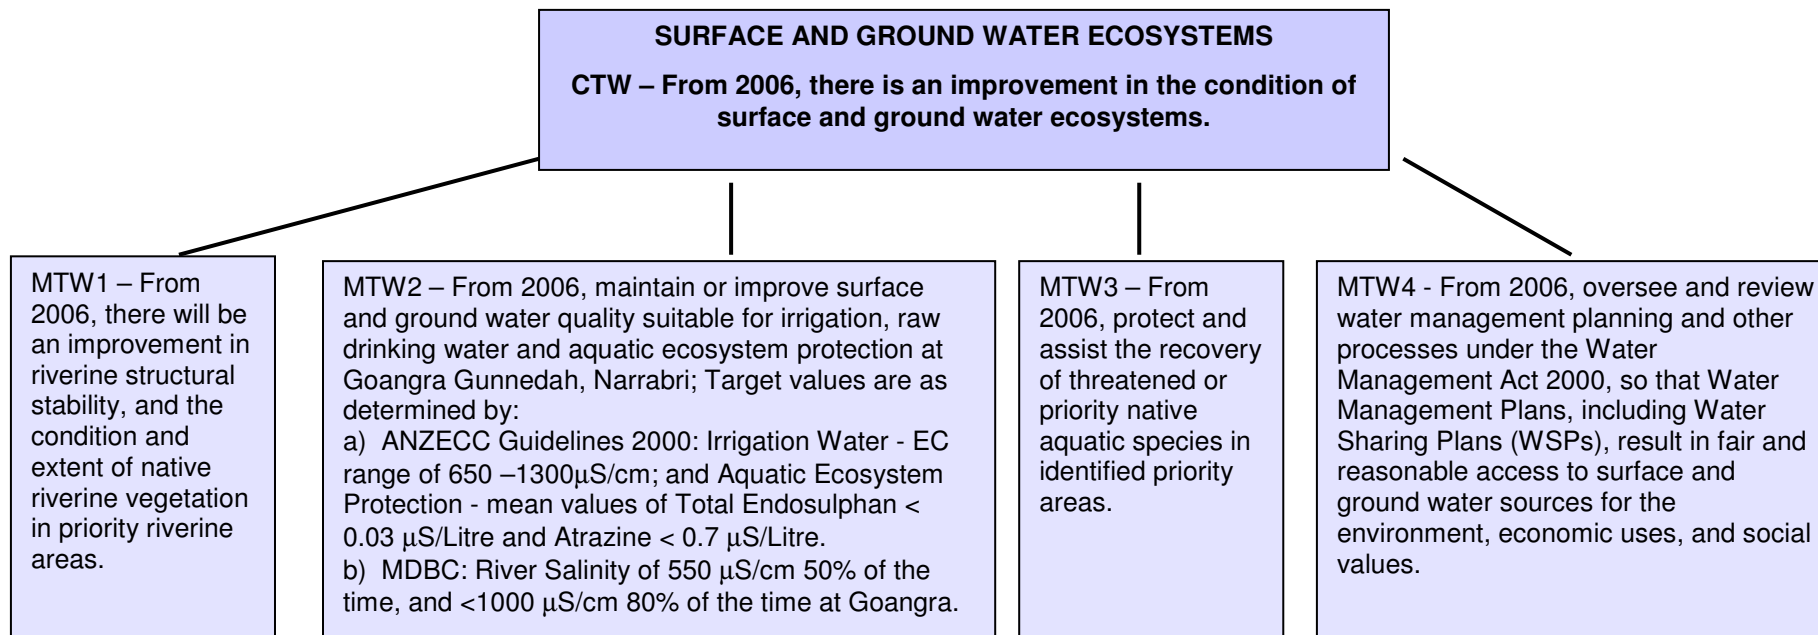 SURFACE AND GROUND WATER ECOSYSTEMS
CTW – From 2006, there is an improvement in the condition of
surface and ground water ecosystems.
MTW1 – From
2006, there will be
an improvement in
riverine structural
stability, and the
condition and
extent of native
riverine vegetation
in priority riverine
areas.
MTW2 – From 2006, maintain or improve surface
and ground water quality suitable for irrigation, raw
drinking water and aquatic ecosystem protection at
Goangra Gunnedah, Narrabri; Target values are as
determined by:
a) ANZECC Guidelines 2000: Irrigation Water - EC
range of 650 –1300μS/cm; and Aquatic Ecosystem
Protection - mean values of Total Endosulphan <
0.03 μS/Litre and Atrazine < 0.7 μS/Litre.
b) MDBC: River Salinity of 550 μS/cm 50% of the
time, and <1000 μS/cm 80% of the time at Goangra.
MTW3 – From
2006, protect and
assist the recovery
of threatened or
priority native
aquatic species in
identified priority
areas.
MTW4 - From 2006, oversee and review
water management planning and other
processes under the Water
Management Act 2000, so that Water
Management Plans, including Water
Sharing Plans (WSPs), result in fair and
reasonable access to surface and
ground water sources for the
environment, economic uses, and social
values.